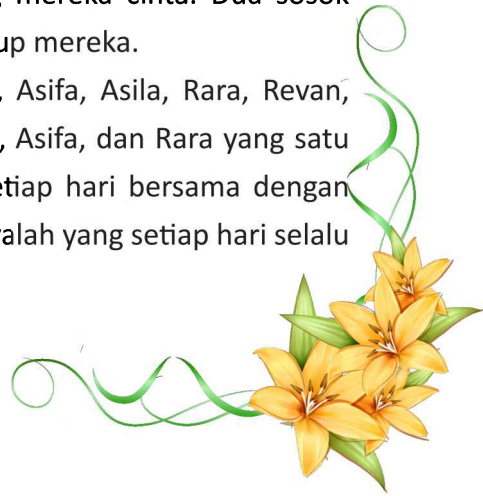 mereka cinta. Dua sosok
up mereka.
, Asifa, Asila, Rara, Revan,
, Asifa, dan Rara yang satu
etiap hari bersama dengan
alah yang setiap hari selalu